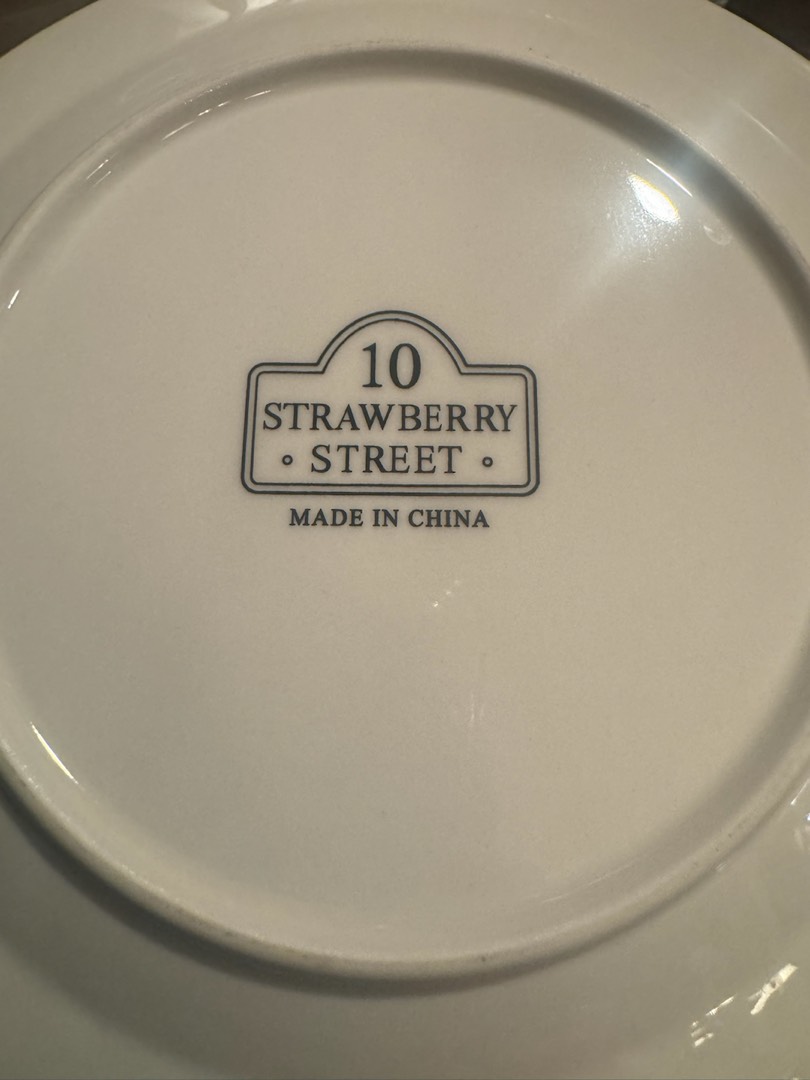 10
STRAWBERRY
• STREET •
MADE IN CHINA